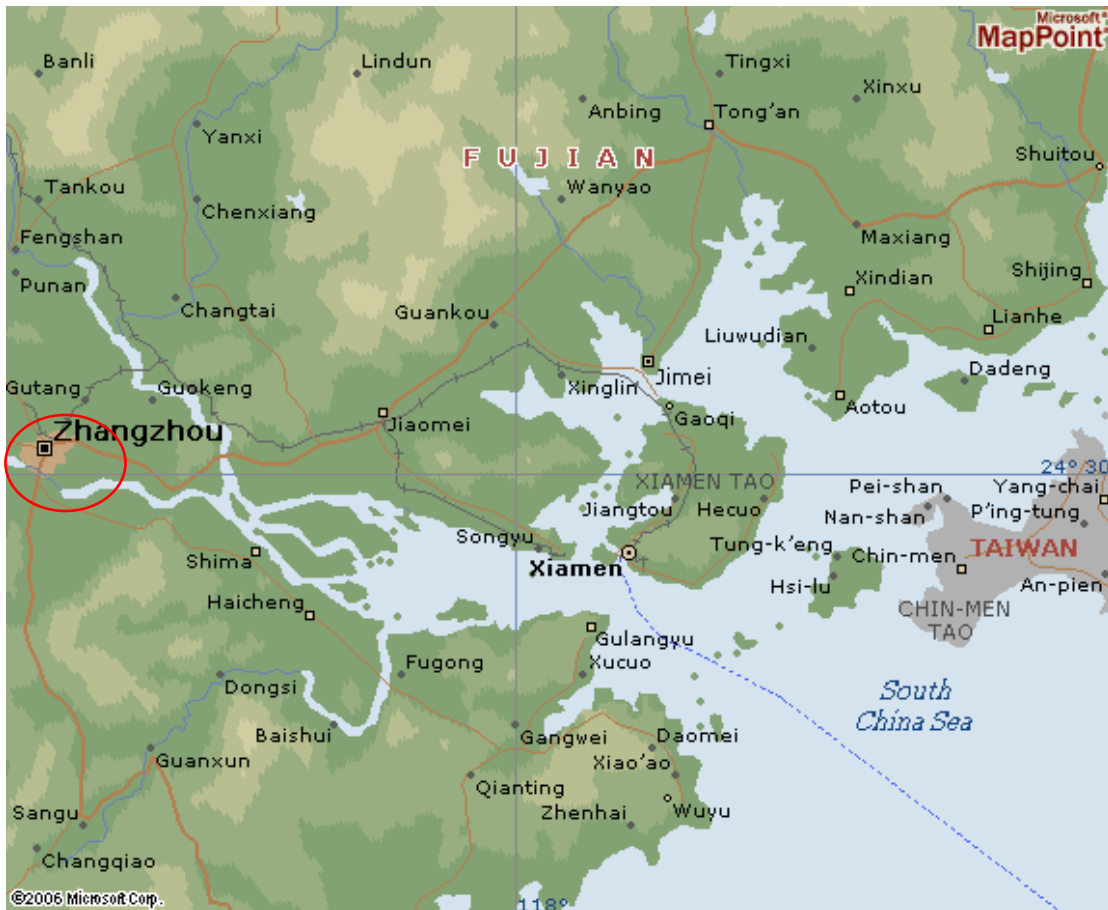 Microsoft®
MapPoint®
Banli
Lindun
Tingxi
Xinxu
Anbing
Tong'an
Yanxi
FUJIAN
Shuitou
Tankou
Wanyao
Chenxiang
Fengshan
Maxiang
Punan
Xindian
Shijing
Changtai
Guankou
Lianhe
Liuwudian
Jimei
Dadeng
Gutang
Guokeng
Xinglin
Aotou
Jiaomei
Gaoqi
Zhangzhou
24° 30
XIAMEN TAO
Pei-shan
Yang-chai
Jiangtou
Hecuo
Nan-shan
P'ing-tung
Songyu
Tung-k'eng
TAIWAN
Shima
Xiamen
Chin-men
Hsi-lu
An-pien
Haicheng
CHIN-MEN
TAO
Gulangyu
Fugong
Xucuo
Dongsi
South
China Sea
Baishui
Gangwei
Daomei
Guanxun
Xiao'ao
Qianting
Sangu
Zhenhai
Wuyu
Changqiao
©2006 Microsoft Corp.
118°